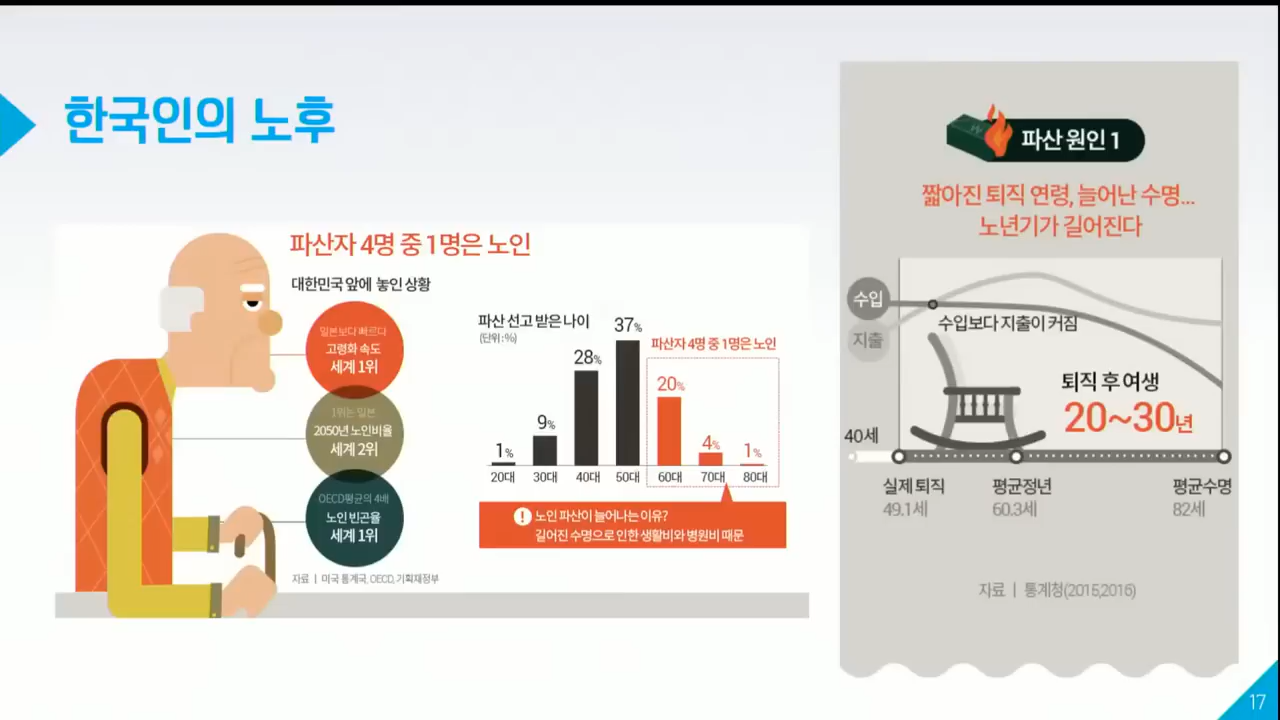 한국인의 노후
파산자 4명 중 1명은 노인
대한민국 앞에 놓인 상황
일본보다 빠르다
고령화 속도
세계 1위
1위는 일본
2050년 노인비율
세계 2위
OECD평균의 4배
노인 빈곤율
세계 1위
자료 | 미국 통계국, OECD, 기획재정부
파산 선고 받은 나이
(단위 : %)
파산자 4명 중 1명은 노인
1% 9% 28% 37% 20% 4% 1%
20대 30대 40대 50대 60대 70대 80대
! 노인 파산이 늘어나는 이유?
길어진 수명으로 인한 생활비와 병원비 때문
파산 원인 1
짧아진 퇴직 연령, 늘어난 수명...
노년기가 길어진다
수입
지출
수입보다 지출이 커짐
퇴직 후 여생
20~30년
40세
실제 퇴직 평균정년 평균수명
49.1세 60.3세 82세
자료 | 통계청(2015,2016)
17